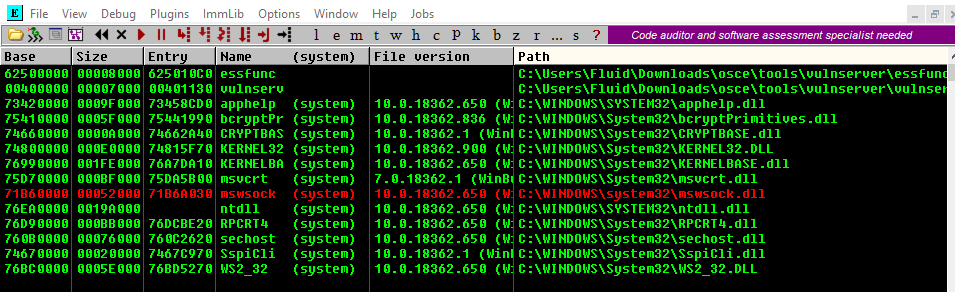 E File View Debug Plugins ImmLib Options Window Help Jobs
l e m t w h c p k b z r ... s ? Code auditor and software assessment specialist needed
Base Size Entry Name (system) File version Path
62500000 00008000 625010C0 essfunc C:\Users\Fluid\Downloads\osce\tools\vulnserver\essfunc
00400000 00007000 00401130 vulnserv C:\Users\Fluid\Downloads\osce\tools\vulnserver\vulnser
73420000 0009F000 73458CD0 apphelp (system) 10.0.18362.650 (Wi C:\WINDOWS\SYSTEM32\apphelp.dll
75410000 0005F000 75441990 bcryptPr (system) 10.0.18362.836 (Wi C:\WINDOWS\System32\bcryptPrimitives.dll
74660000 0000A000 74662A40 CRYPTBAS (system) 10.0.18362.1 (WinB C:\WINDOWS\System32\CRYPTBASE.dll
74800000 000E0000 74815F70 KERNEL32 (system) 10.0.18362.900 (Wi C:\WINDOWS\System32\KERNEL32.DLL
76990000 001FE000 76A7DA10 KERNELBA (system) 10.0.18362.650 (Wi C:\WINDOWS\System32\KERNELBASE.dll
75D70000 000BF000 75DA5B00 msvcrt (system) 7.0.18362.1 (WinBu C:\WINDOWS\System32\msvcrt.dll
71B60000 00052000 71B6A030 mswsock (system) 10.0.18362.650 (Wi C:\WINDOWS\System32\mswsock.dll
76EA0000 0019A000 ntdll (system) 10.0.18362.650 (Wi C:\WINDOWS\SYSTEM32\ntdll.dll
76D90000 000BB000 76DCBE20 RPCRT4 (system) 10.0.18362.650 (Wi C:\WINDOWS\System32\RPCRT4.dll
760B0000 00076000 760C2620 sechost (system) 10.0.18362.650 (Wi C:\WINDOWS\System32\sechost.dll
74670000 00020000 7467C970 SspiCli (system) 10.0.18362.1 (WinB C:\WINDOWS\System32\SspiCli.dll
76BC0000 0005E000 76BD5270 WS2_32 (system) 10.0.18362.650 (Wi C:\WINDOWS\System32\WS2_32.DLL